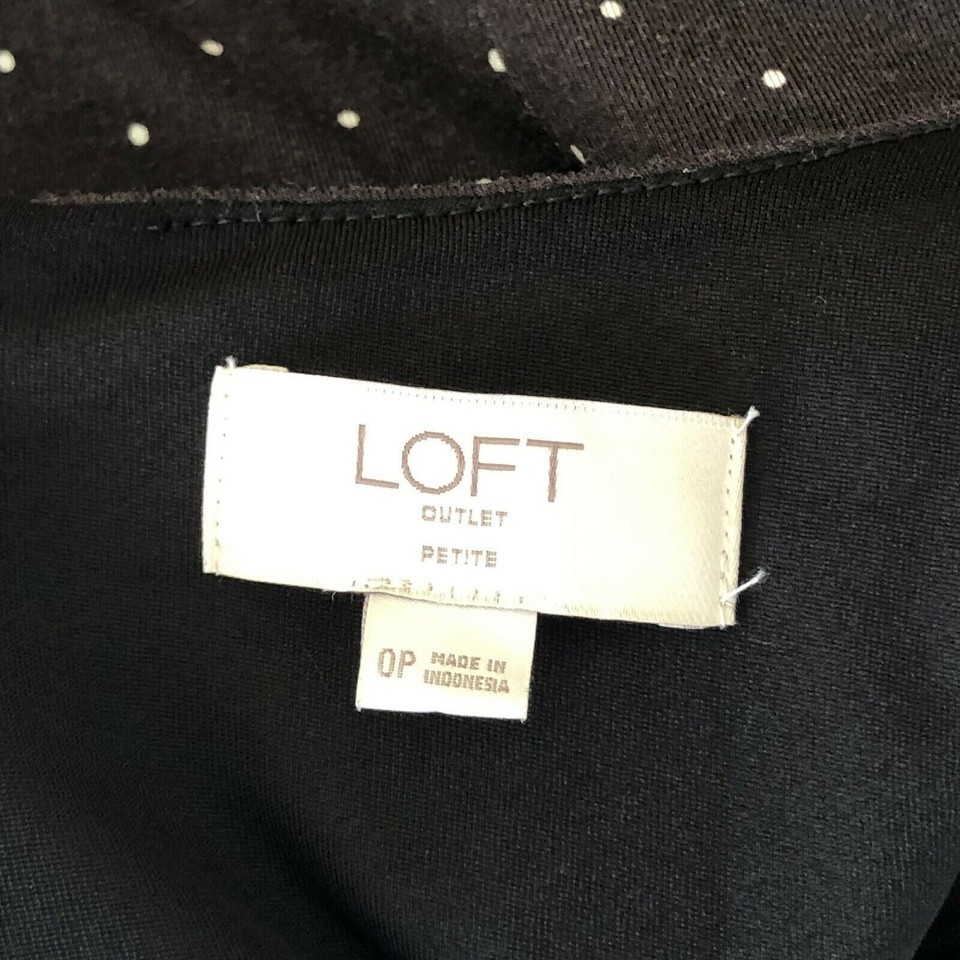 LOFT
OUTLET
PETITE
0P MADE IN
INDONESIA